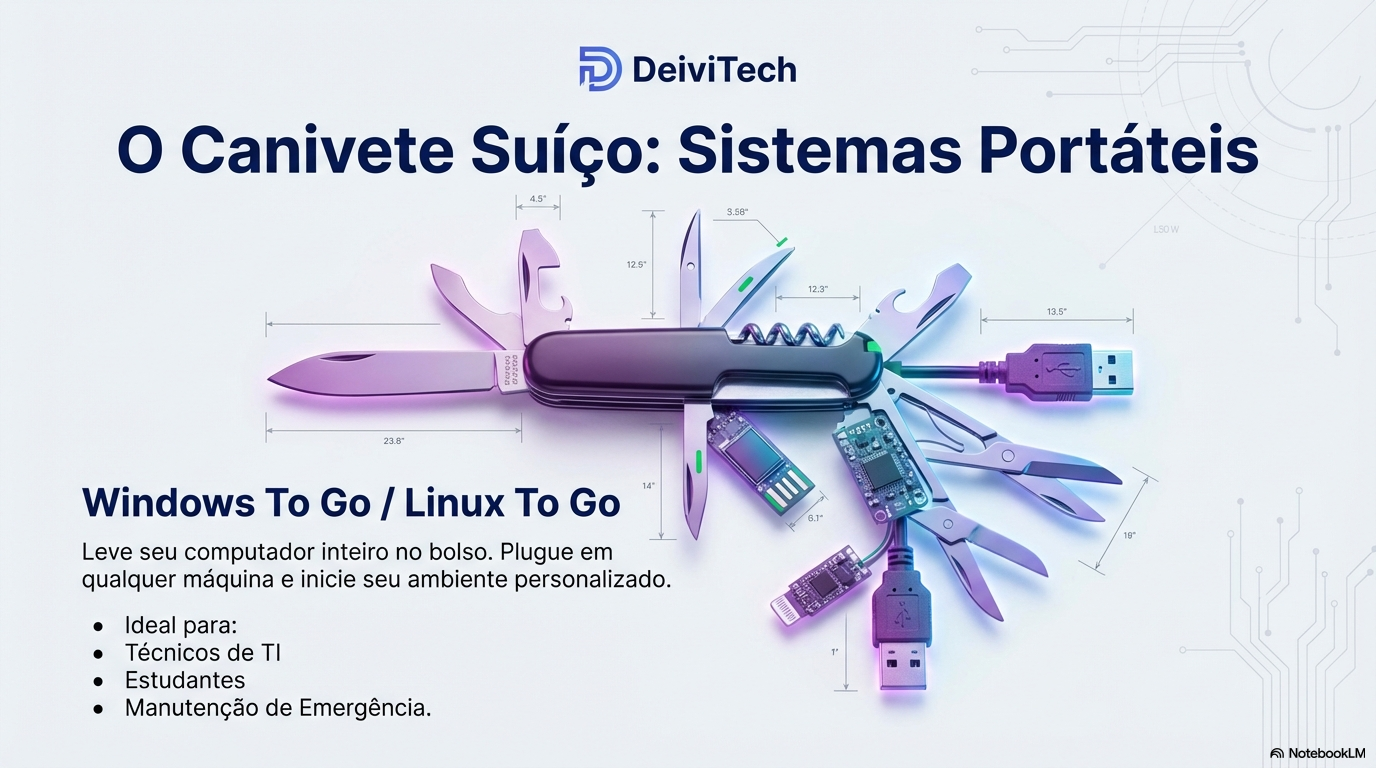 DeiviTech
O Canivete Suíço: Sistemas Portáteis
4.5"
3.58"
12.5"
12.3"
13.5"
LSO W
23.8"
14"
6.1"
19"
1'
Windows To Go / Linux To Go
Leve seu computador inteiro no bolso. Plugue em
qualquer máquina e inicie seu ambiente personalizado.
• Ideal para:
• Técnicos de TI
• Estudantes
• Manutenção de Emergência.
NotebookLM